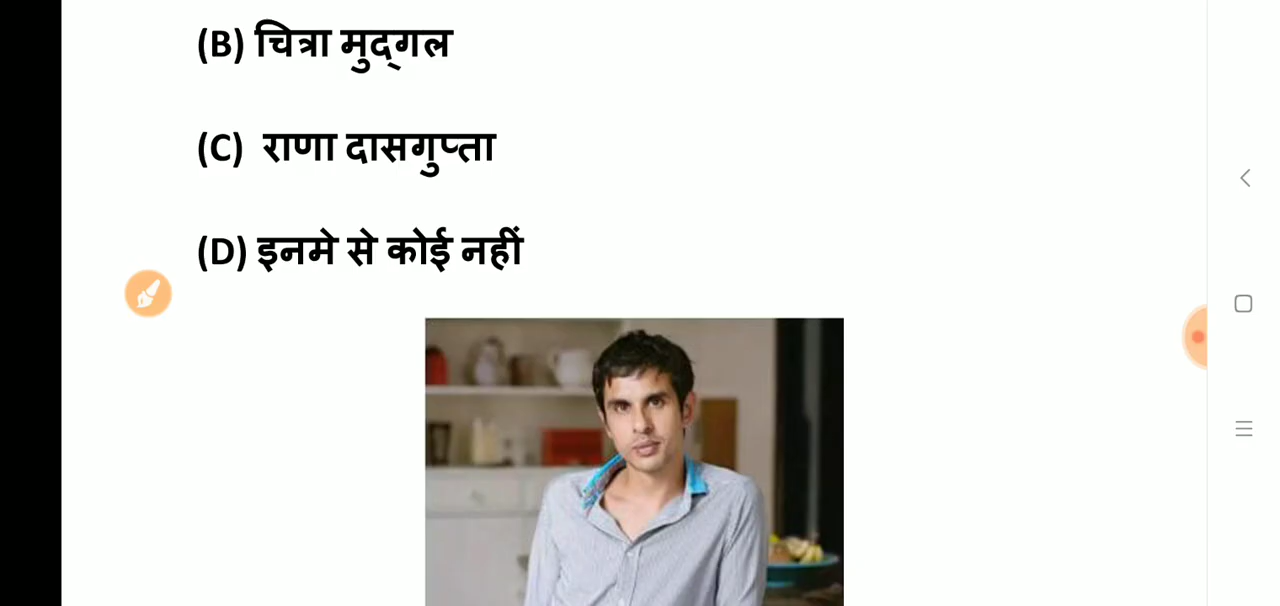 (B) चित्रा मुद्गल
(C) राणा दासगुप्ता
(D) इनमे से कोई नहीं